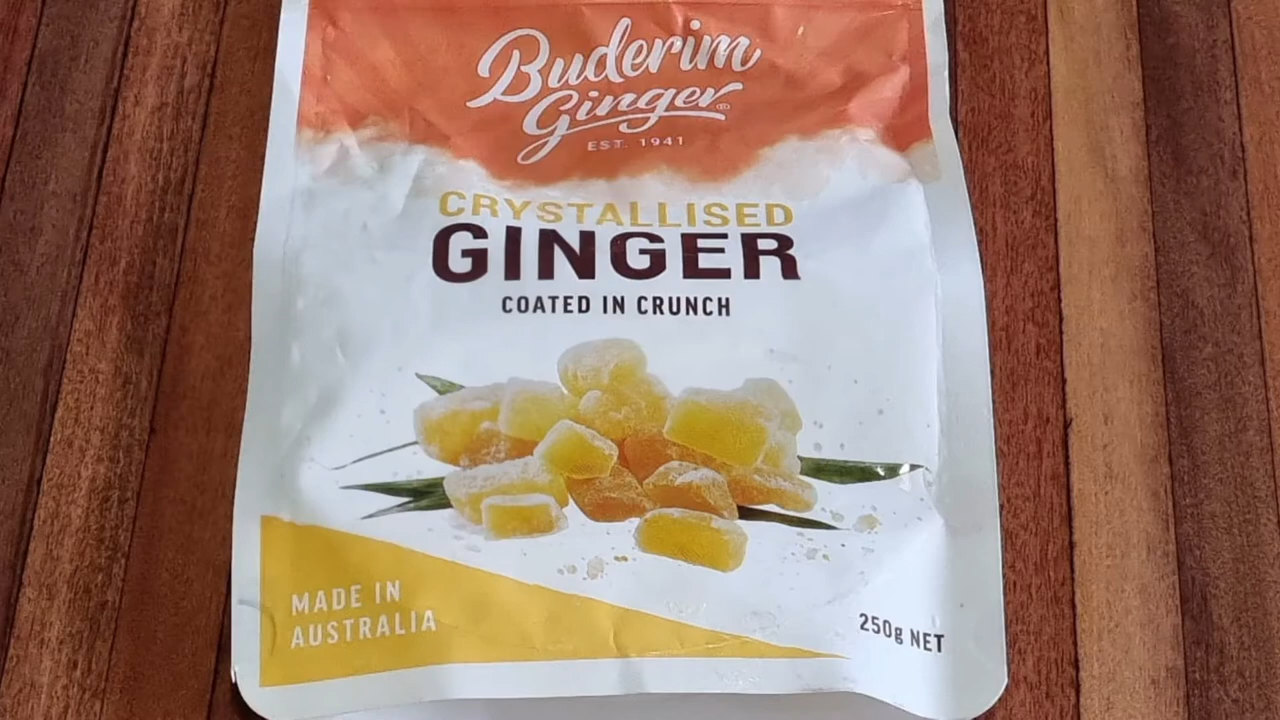 Buderim
Ginger®
EST. 1941
CRYSTALLISED
GINGER
COATED IN CRUNCH
MADE IN
AUSTRALIA
250g NET